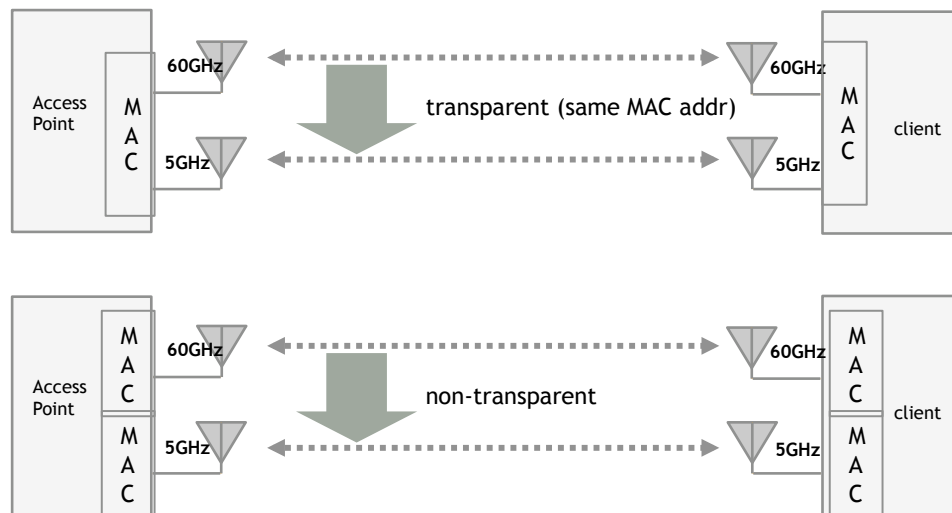 60GHz
60GHz
Access
Point
M
A
C
transparent (same MAC addr)
M
A
C
client
5GHz
5GHz
M
A
C
60GHz
60GHz
M
A
C
Access
Point
non-transparent
client
M
A
C
5GHz
5GHz
M
A
C